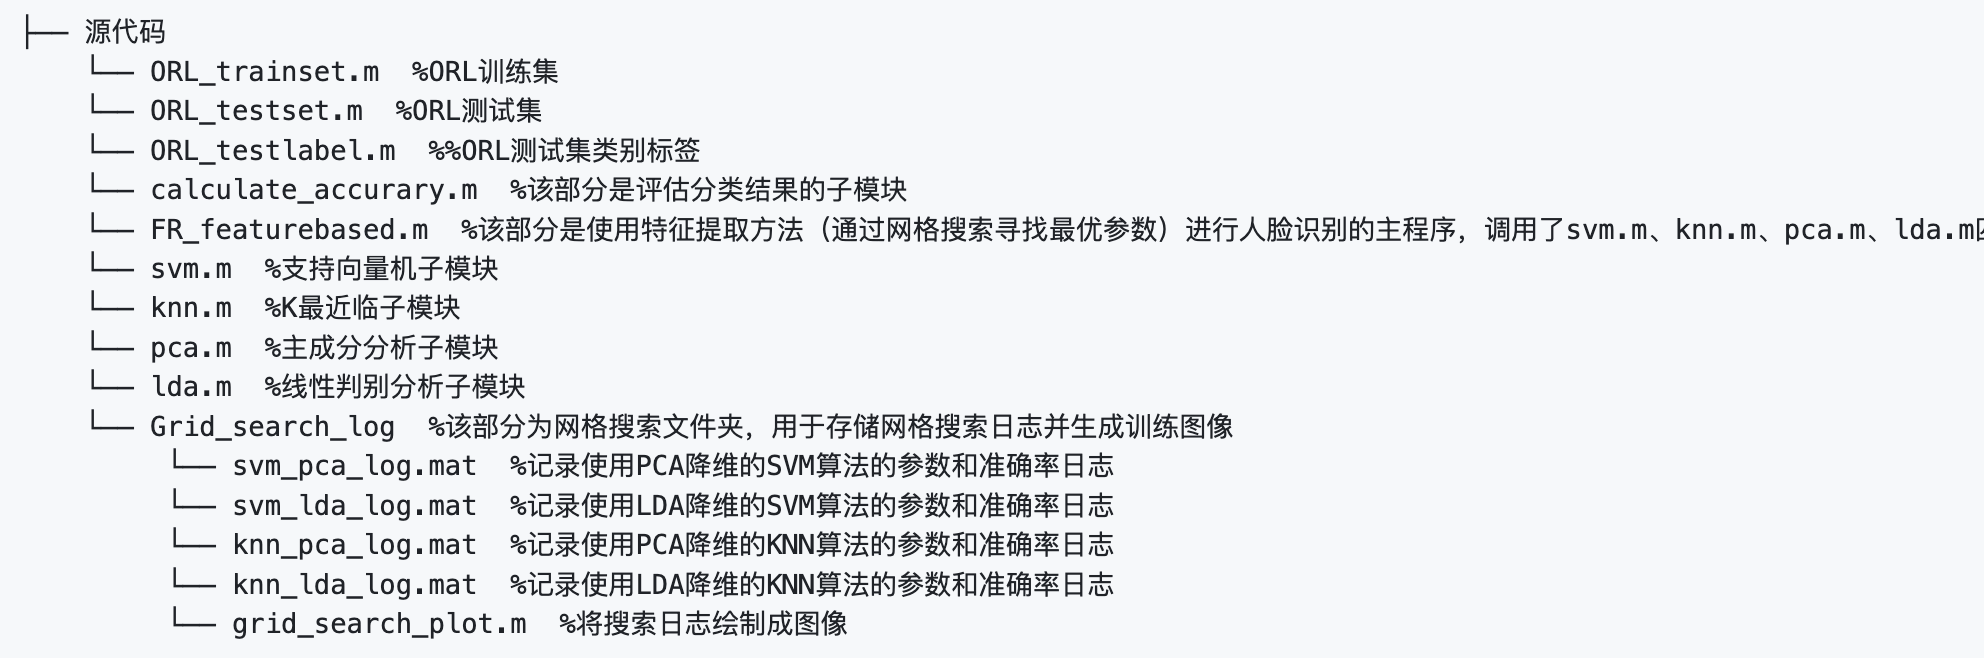 ├── 源代码
    └── ORL_trainset.m  %ORL训练集
    └── ORL_testset.m  %ORL测试集
    └── ORL_testlabel.m  %%ORL测试集类别标签
    └── calculate_accurary.m  %该部分是评估分类结果的子模块
    └── FR_featurebased.m  %该部分是使用特征提取方法（通过网格搜索寻找最优参数）进行人脸识别的主程序，调用了svm.m、knn.m、pca.m、lda.m
    └── svm.m  %支持向量机子模块
    └── knn.m  %K最近临子模块
    └── pca.m  %主成分分析子模块
    └── lda.m  %线性判别分析子模块
    └── Grid_search_log  %该部分为网格搜索文件夹，用于存储网格搜索日志并生成训练图像
         └── svm_pca_log.mat  %记录使用PCA降维的SVM算法的参数和准确率日志
         └── svm_lda_log.mat  %记录使用LDA降维的SVM算法的参数和准确率日志
         └── knn_pca_log.mat  %记录使用PCA降维的KNN算法的参数和准确率日志
         └── knn_lda_log.mat  %记录使用LDA降维的KNN算法的参数和准确率日志
         └── grid_search_plot.m  %将搜索日志绘制成图像